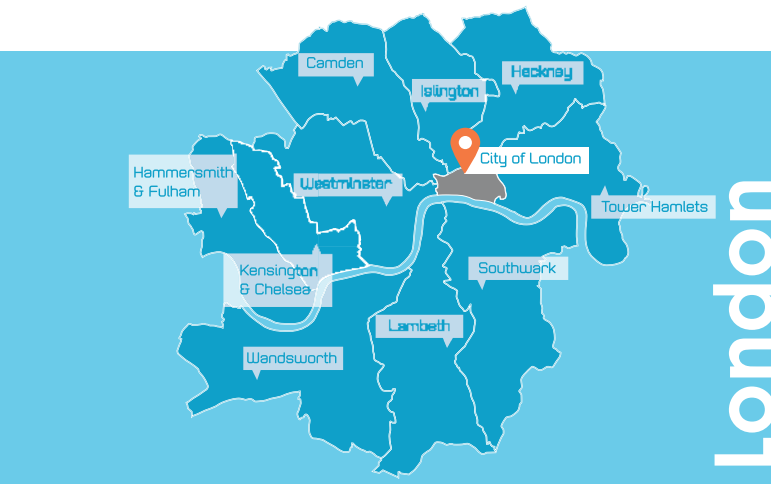 Camden
Islington
Hackney
City of London
Hammersmith
& Fulham
Westminster
Tower Hamlets
Kensington
& Chelsea
Southwark
Lambeth
Wandsworth
London